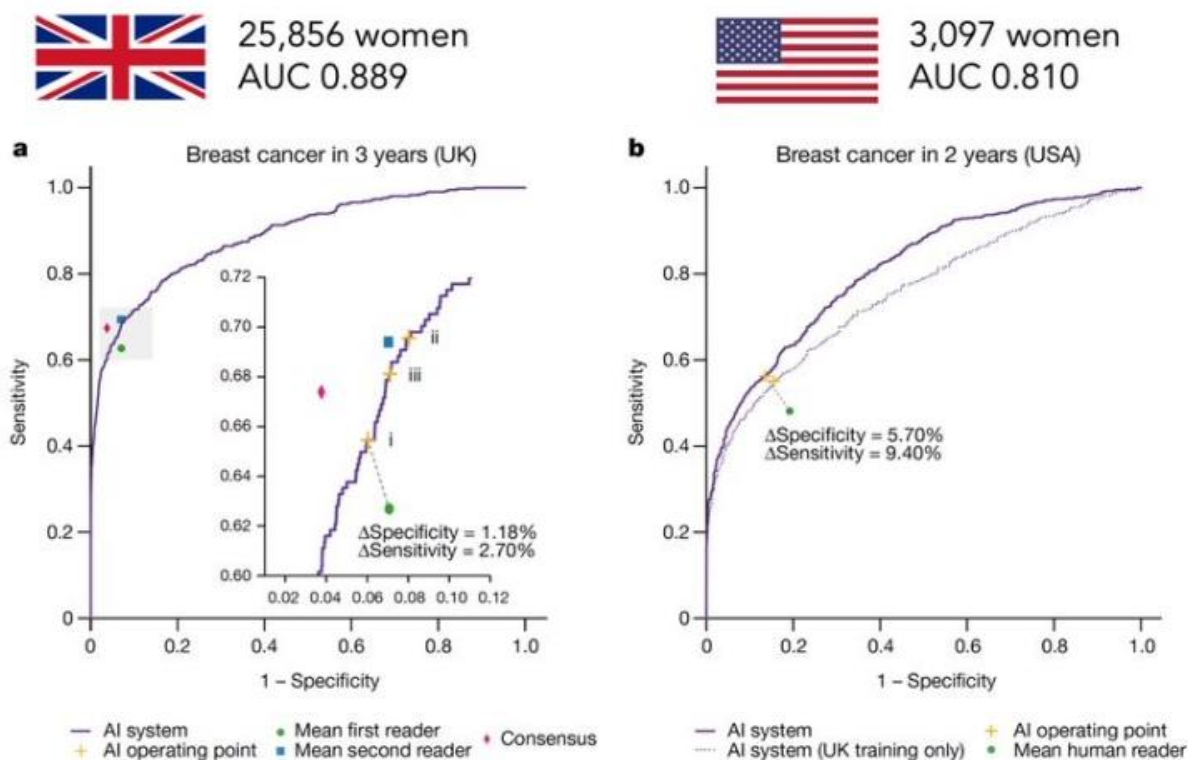 25,856 women
AUC 0.889
3,097 women
AUC 0.810
a
Breast cancer in 3 years (UK)
1.0
0.8
0.6
0.4
0.2
0
Sensitivity
0
0.2
0.4
0.6
0.8
1.0
1 – Specificity
0.72
0.70
0.68
0.66
0.64
0.62
0.60
0.02
0.04
0.06
0.08
0.10
0.12
ii
iii
i
ΔSpecificity = 1.18%
ΔSensitivity = 2.70%
AI system
AI operating point
Mean first reader
Mean second reader
Consensus
b
Breast cancer in 2 years (USA)
1.0
0.8
0.6
0.4
0.2
0
Sensitivity
ΔSpecificity = 5.70%
ΔSensitivity = 9.40%
0
0.2
0.4
0.6
0.8
1.0
1 – Specificity
AI system
AI system (UK training only)
AI operating point
Mean human reader